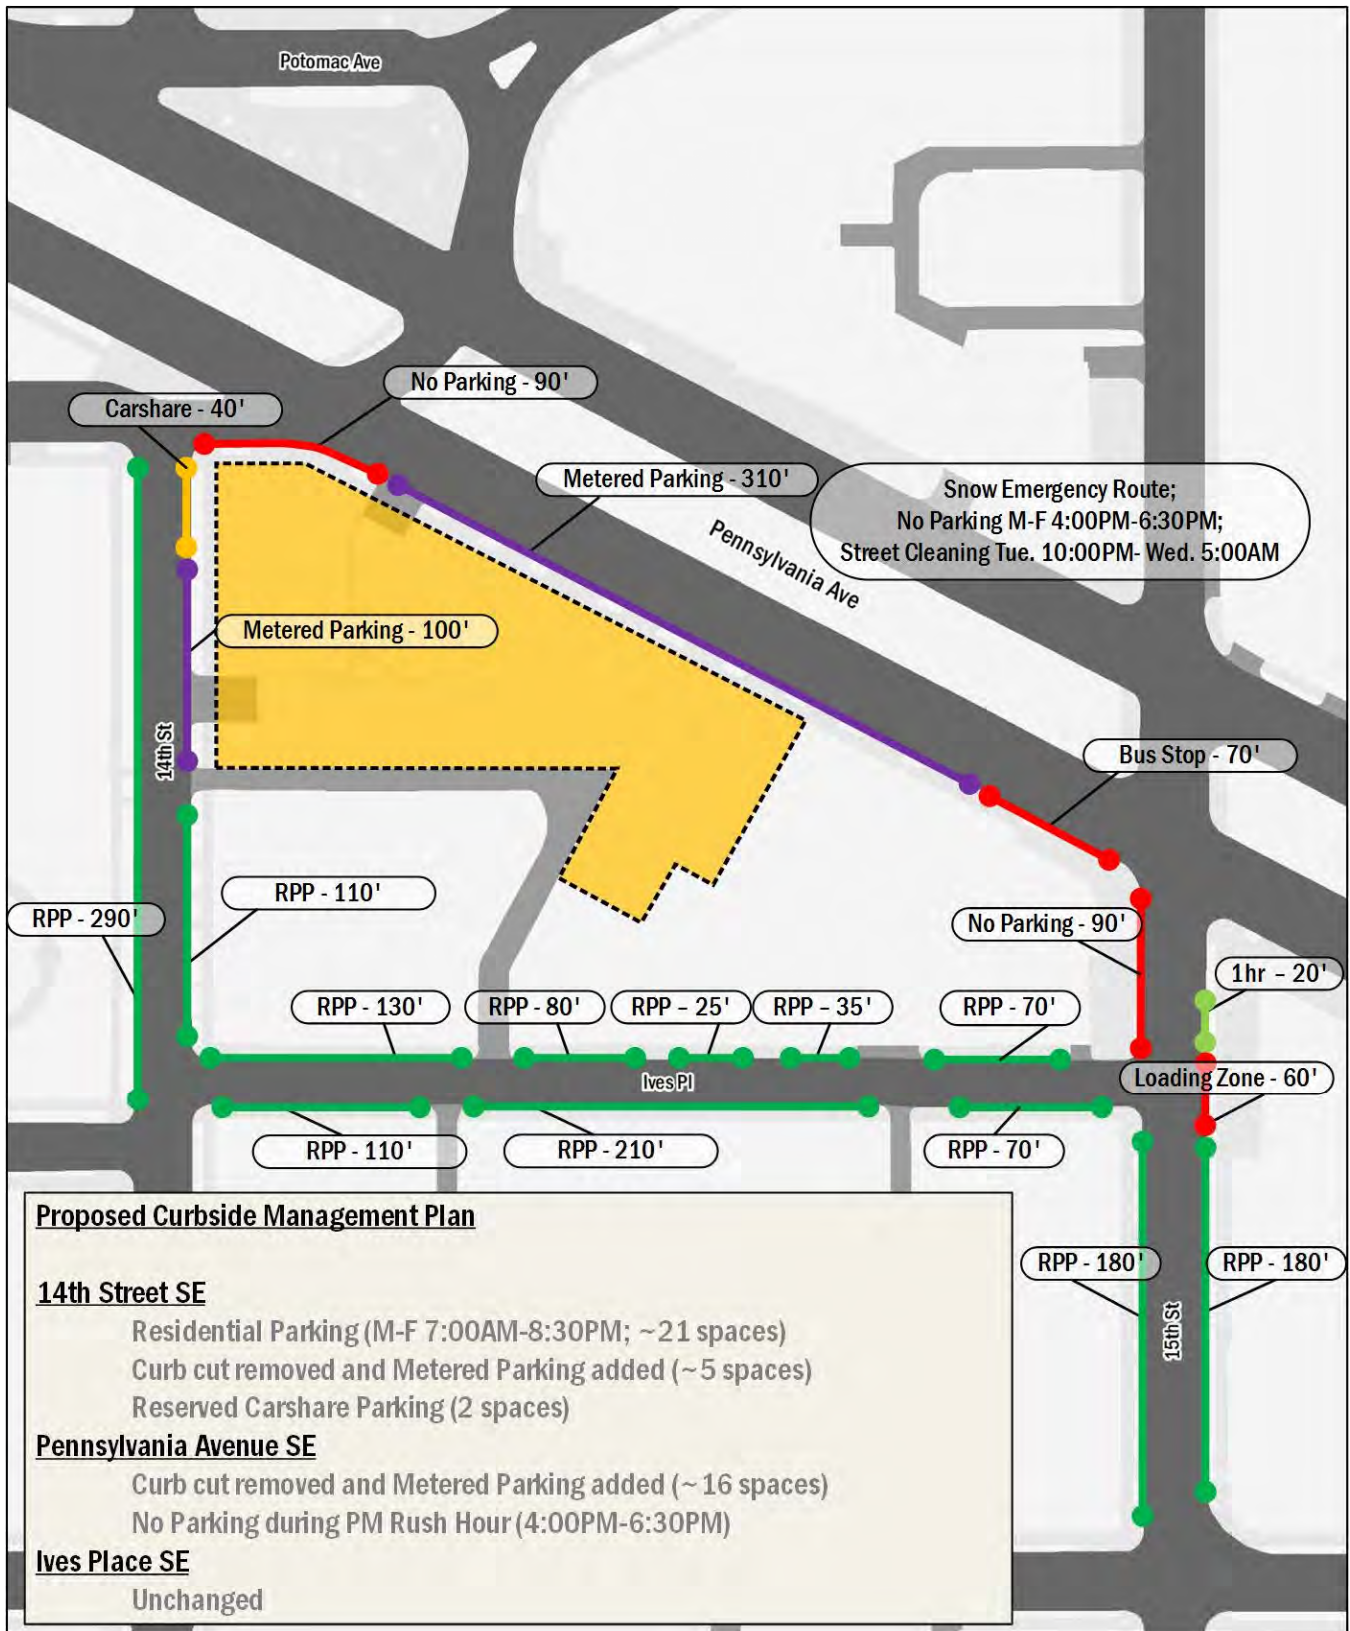 Potomac Ave
No Parking - 90'
Carshare - 40'
Metered Parking - 310'
Snow Emergency Route;
No Parking M-F 4:00PM-6:30PM;
Street Cleaning Tue. 10:00PM- Wed. 5:00AM
Pennsylvania Ave
Metered Parking - 100'
14th St
Bus Stop - 70'
RPP - 110'
RPP - 290'
No Parking - 90'
1hr – 20'
RPP - 130'
RPP - 80'
RPP – 25'
RPP – 35'
RPP - 70'
Ives Pl
Loading Zone - 60'
RPP - 110'
RPP - 210'
RPP - 70'
RPP - 180'
RPP - 180'
15th St
Proposed Curbside Management Plan
14th Street SE
Residential Parking (M-F 7:00AM-8:30PM; ~21 spaces)
Curb cut removed and Metered Parking added (~5 spaces)
Reserved Carshare Parking (2 spaces)
Pennsylvania Avenue SE
Curb cut removed and Metered Parking added (~16 spaces)
No Parking during PM Rush Hour (4:00PM-6:30PM)
Ives Place SE
Unchanged